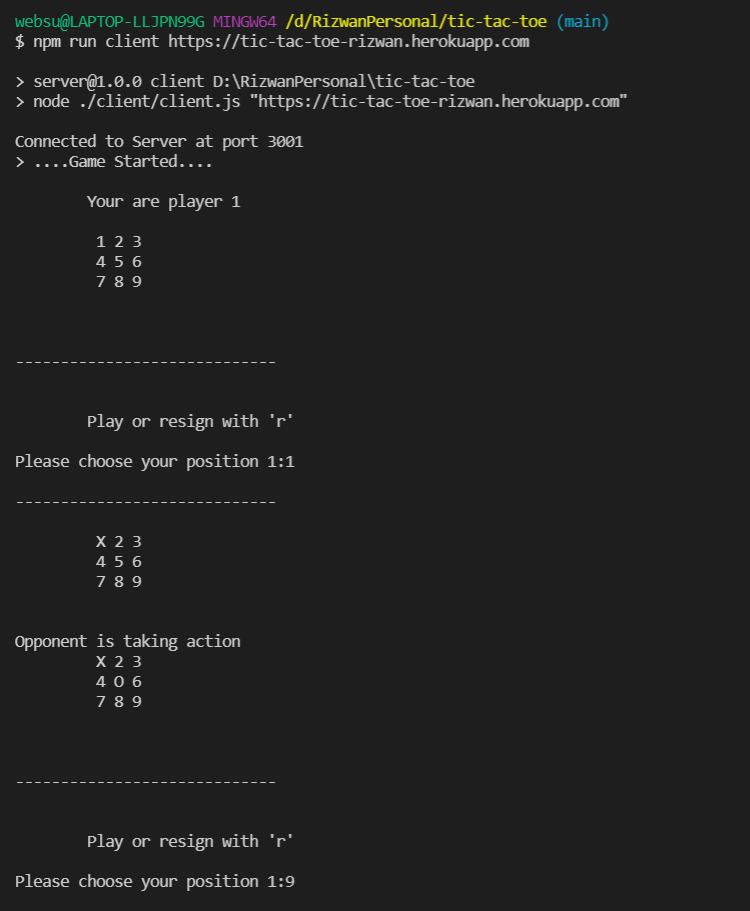 websu@LAPTOP-LLJPN99G MINGW64 /d/RizwanPersonal/tic-tac-toe (main)
$ npm run client https://tic-tac-toe-rizwan.herokuapp.com
> server@1.0.0 client D:\RizwanPersonal\tic-tac-toe
> node ./client/client.js "https://tic-tac-toe-rizwan.herokuapp.com"
Connected to Server at port 3001
> ....Game Started....
Your are player 1
1 2 3
4 5 6
7 8 9
-----------------------------
Play or resign with 'r'
Please choose your position 1:1
-----------------------------
X 2 3
4 5 6
7 8 9
Opponent is taking action
X 2 3
4 O 6
7 8 9
-----------------------------
Play or resign with 'r'
Please choose your position 1:9